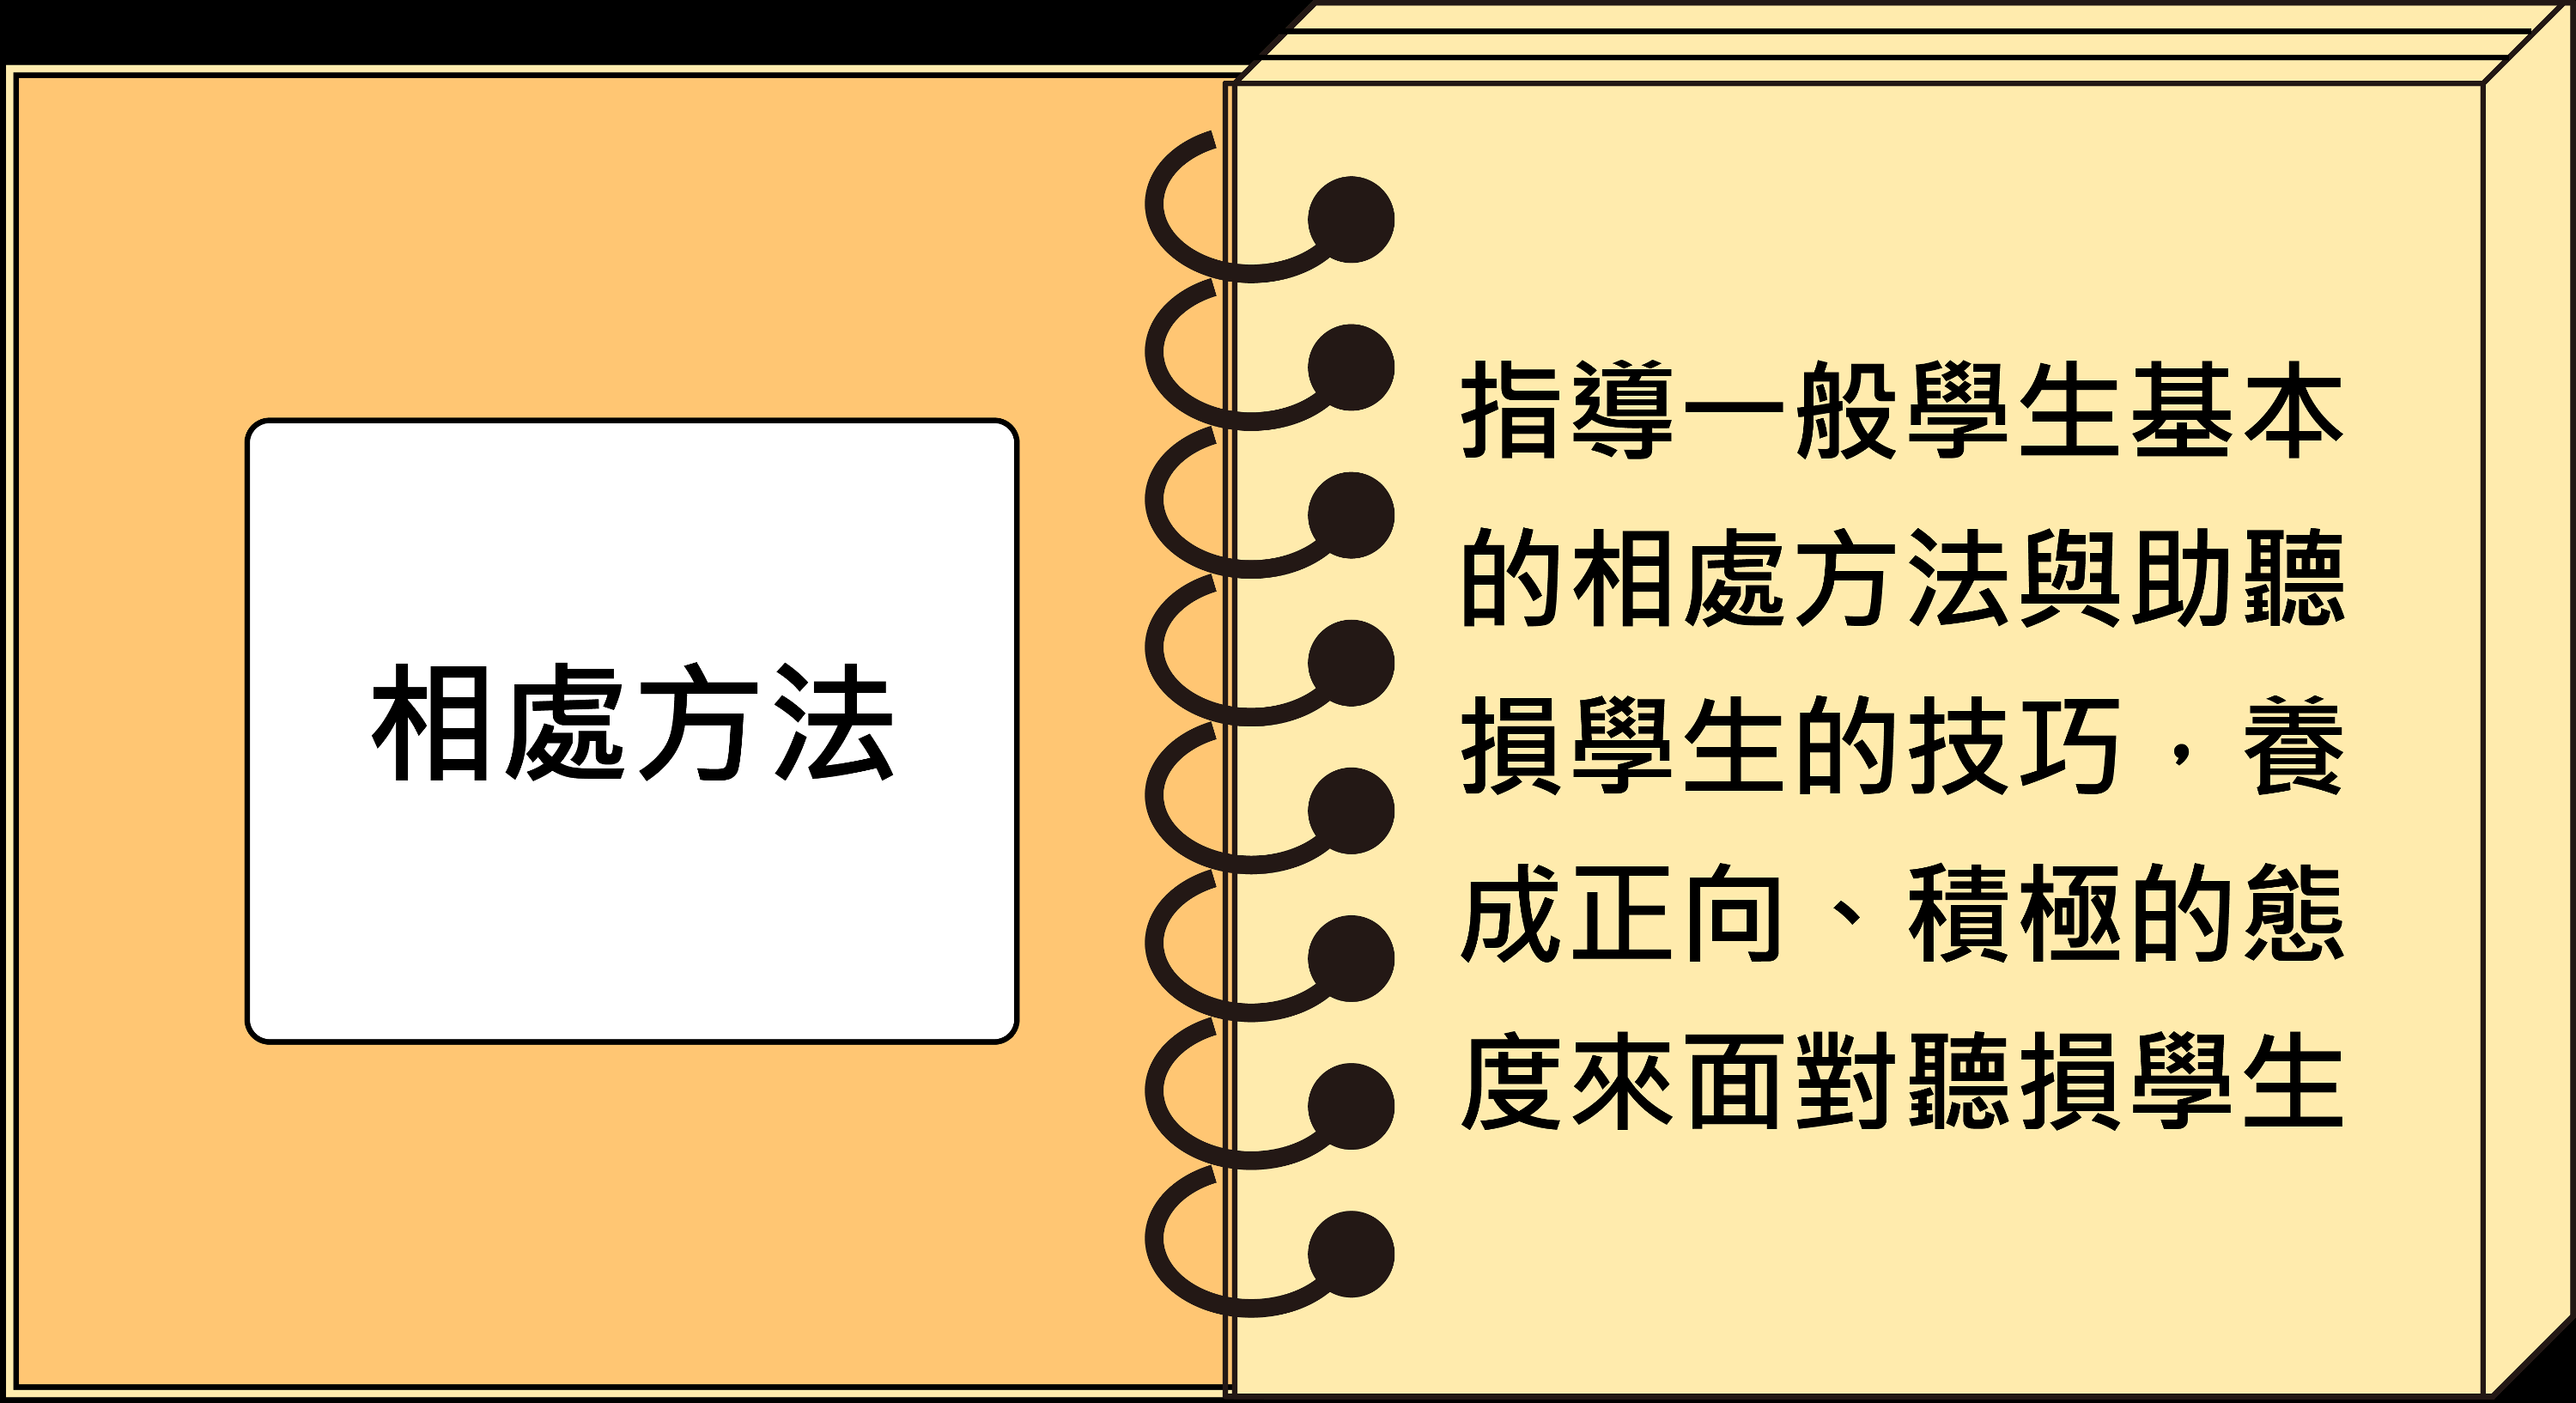 相處方法
指導一般學生基本
的相處方法與助聽
損學生的技巧，養
成正向、積極的態
度來面對聽損學生